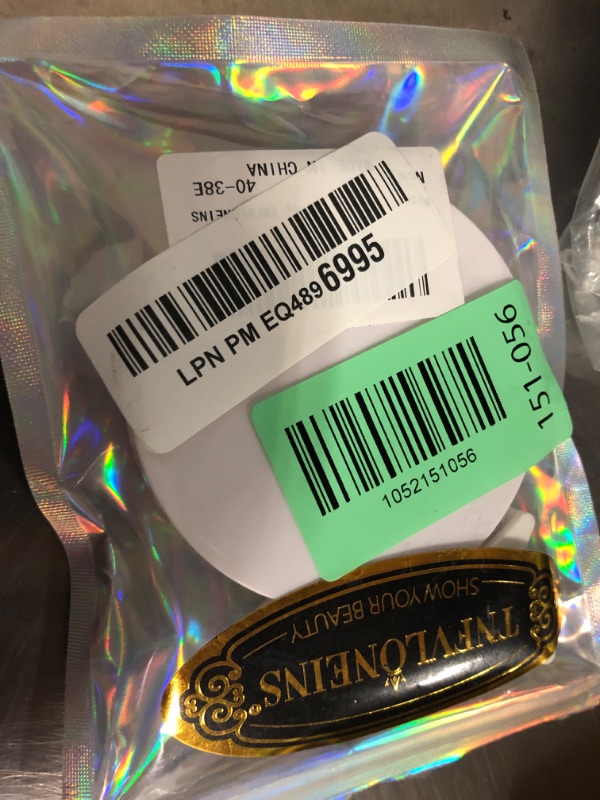 MADE IN CHINA
40-38E
LPN PM EQ4896995
151-056
1052151056
TNFVLONEINS®
SHOW YOUR BEAUTY